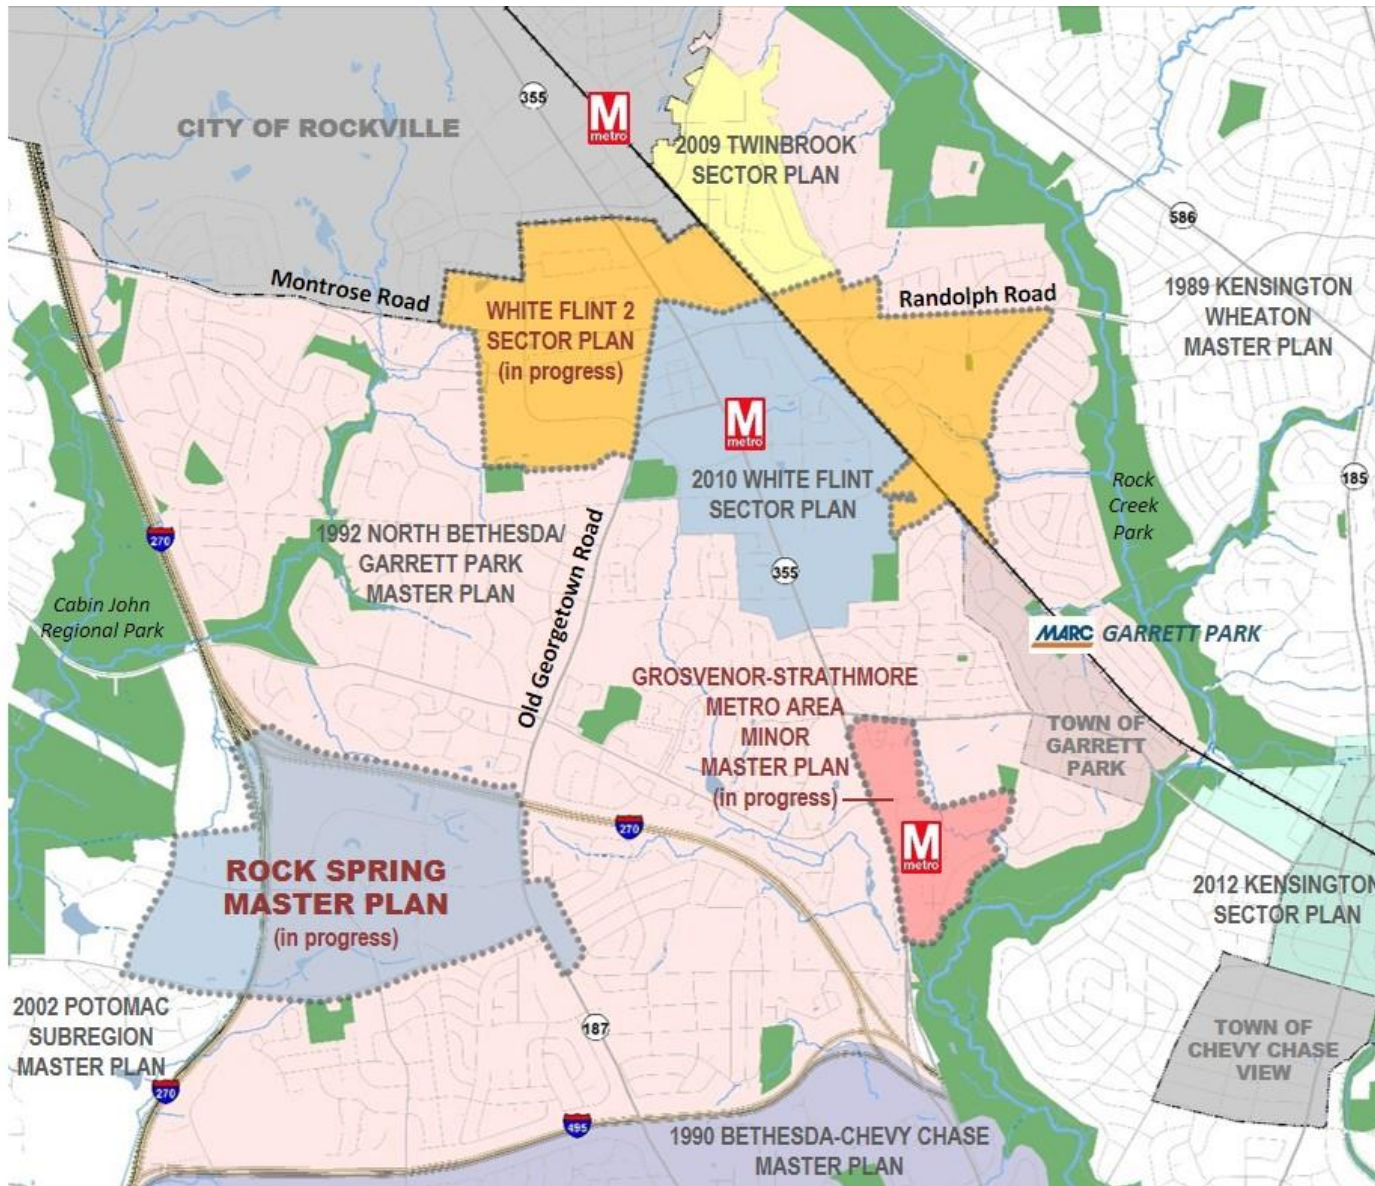 355
M
metro
CITY OF ROCKVILLE
2009 TWINBROOK
SECTOR PLAN
586
Montrose Road
Randolph Road
1989 KENSINGTON
WHEATON
MASTER PLAN
WHITE FLINT 2
SECTOR PLAN
(in progress)
M
metro
2010 WHITE FLINT
SECTOR PLAN
Rock
Creek
Park
185
270
1992 NORTH BETHESDA/
GARRETT PARK
MASTER PLAN
Old Georgetown Road
355
Cabin John
Regional Park
MARC GARRETT PARK
GROSVENOR-STRATHMORE
METRO AREA
MINOR
MASTER PLAN
(in progress)
TOWN OF
GARRETT
PARK
270
M
metro
ROCK SPRING
MASTER PLAN
(in progress)
2012 KENSINGTON
SECTOR PLAN
2002 POTOMAC
SUBREGION
MASTER PLAN
187
TOWN OF
CHEVY CHASE
VIEW
270
495
1990 BETHESDA-CHEVY CHASE
MASTER PLAN